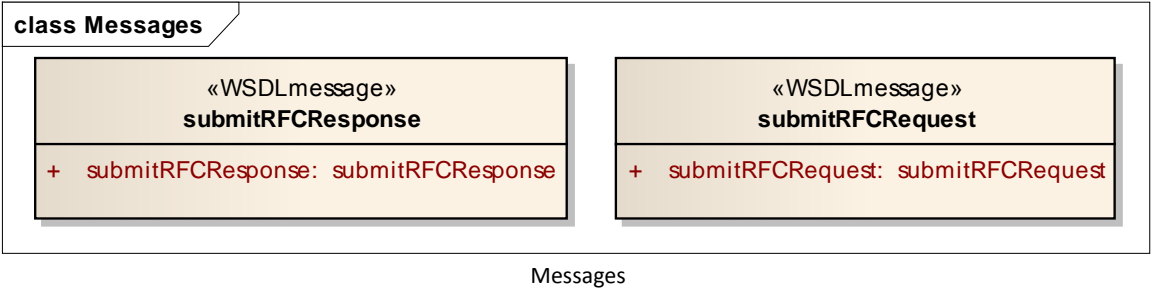 class Messages
«WSDLmessage»
submitRFCResponse
+ submitRFCResponse: submitRFCResponse
«WSDLmessage»
submitRFCRequest
+ submitRFCRequest: submitRFCRequest
Messages